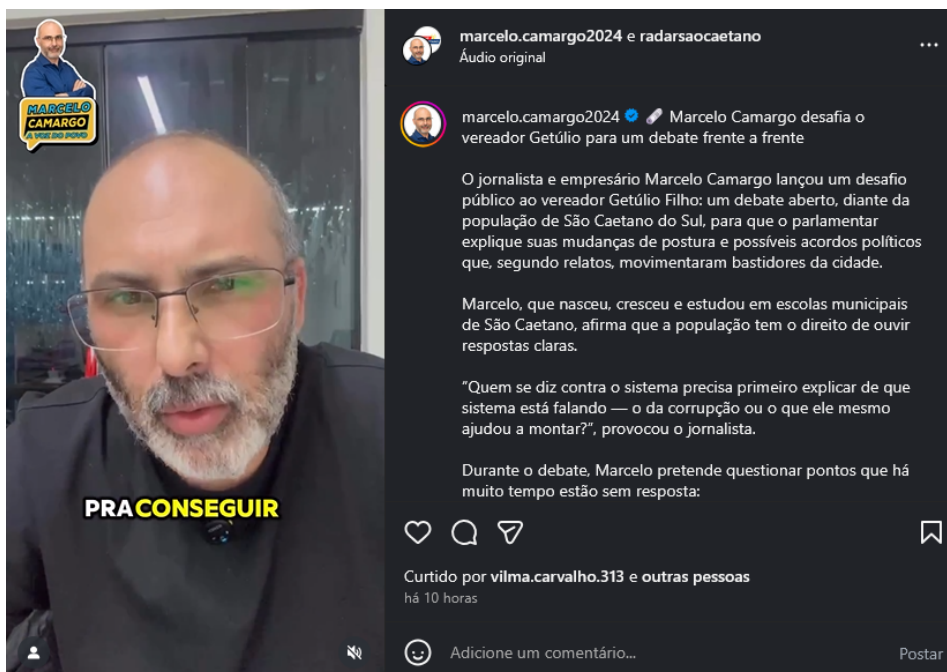 MARCELO
CAMARGO
A VOZ DO POVO
PRA CONSEGUIR
marcelo.camargo2024 e radarsaocaetano
Áudio original
marcelo.camargo2024 Marcelo Camargo desafia o
vereador Getúlio para um debate frente a frente
O jornalista e empresário Marcelo Camargo lançou um desafio
público ao vereador Getúlio Filho: um debate aberto, diante da
população de São Caetano do Sul, para que o parlamentar
explique suas mudanças de postura e possíveis acordos políticos
que, segundo relatos, movimentaram bastidores da cidade.
Marcelo, que nasceu, cresceu e estudou em escolas municipais
de São Caetano, afirma que a população tem o direito de ouvir
respostas claras.
"Quem se diz contra o sistema precisa primeiro explicar de que
sistema está falando — o da corrupção ou o que ele mesmo
ajudou a montar?", provocou o jornalista.
Durante o debate, Marcelo pretende questionar pontos que há
muito tempo estão sem resposta:
Curtido por vilma.carvalho.313 e outras pessoas
há 10 horas
Adicione um comentário...
Postar